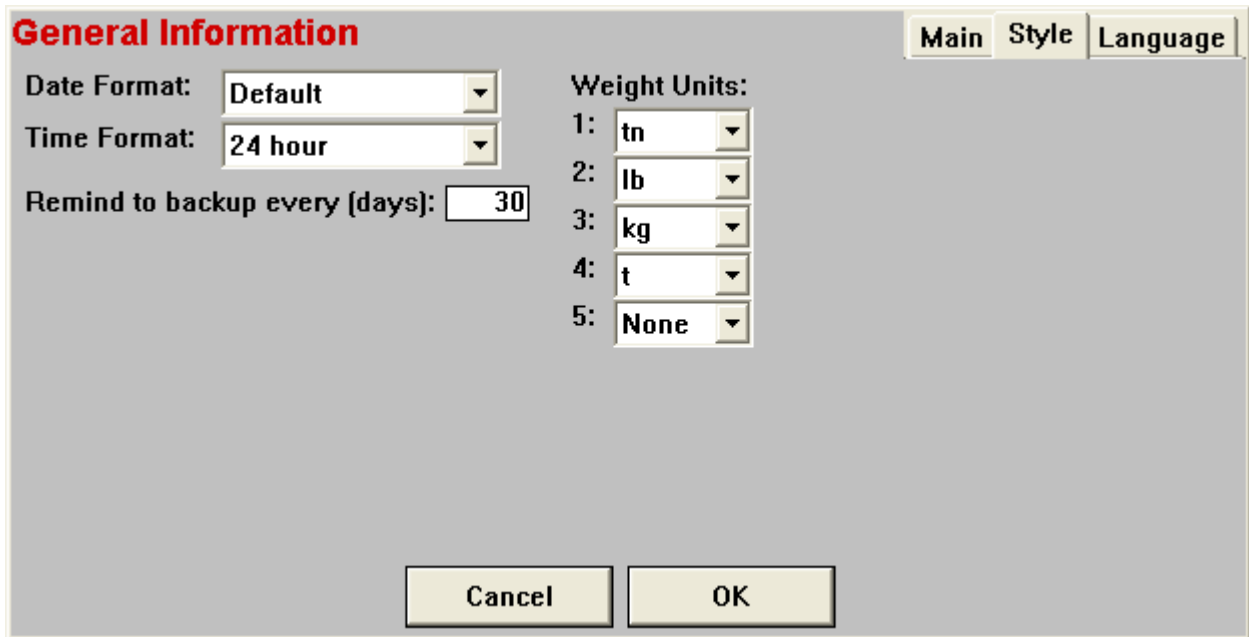 General Information
Main Style Language
Date Format: Default
Time Format: 24 hour
Remind to backup every (days): 30
Weight Units:
1: tn
2: lb
3: kg
4: t
5: None
Cancel OK